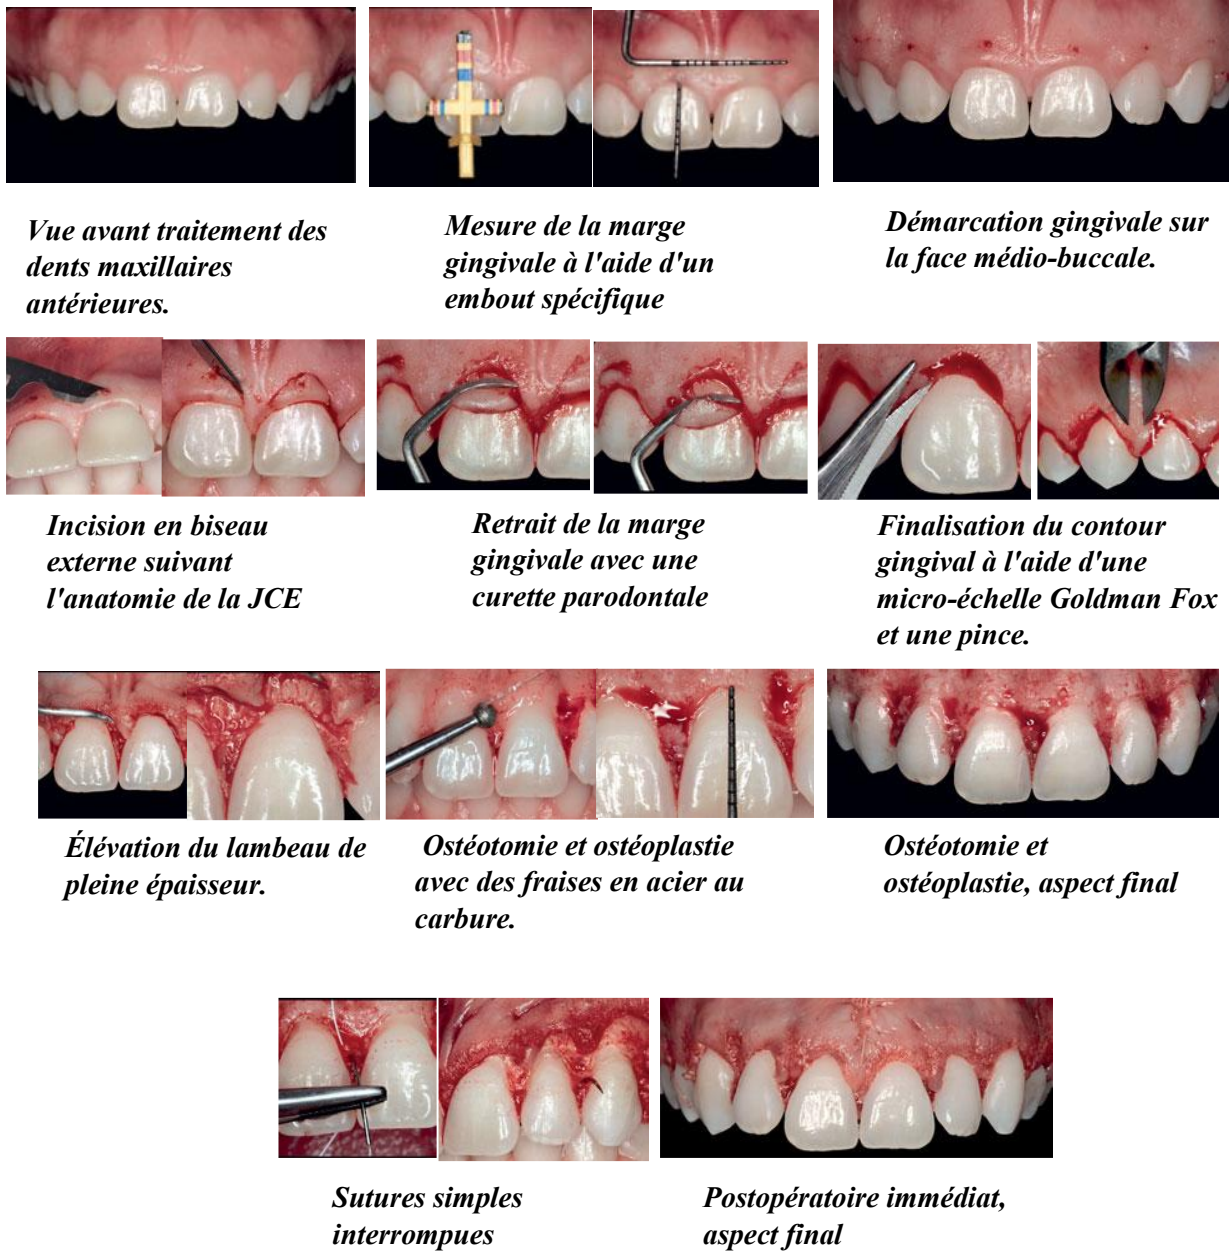 Vue avant traitement des
dents maxillaires
antérieures.
Mesure de la marge
gingivale à l'aide d'un
embout spécifique
Démarcation gingivale sur
la face médio-buccale.
Incision en biseau
externe suivant
l'anatomie de la JCE
Retrait de la marge
gingivale avec une
curette parodontale
Finalisation du contour
gingival à l'aide d'une
micro-échelle Goldman Fox
et une pince.
Élévation du lambeau de
pleine épaisseur.
Ostéotomie et ostéoplastie
avec des fraises en acier au
carbure.
Ostéotomie et
ostéoplastie, aspect final
Sutures simples
interrompues
Postopératoire immédiat,
aspect final